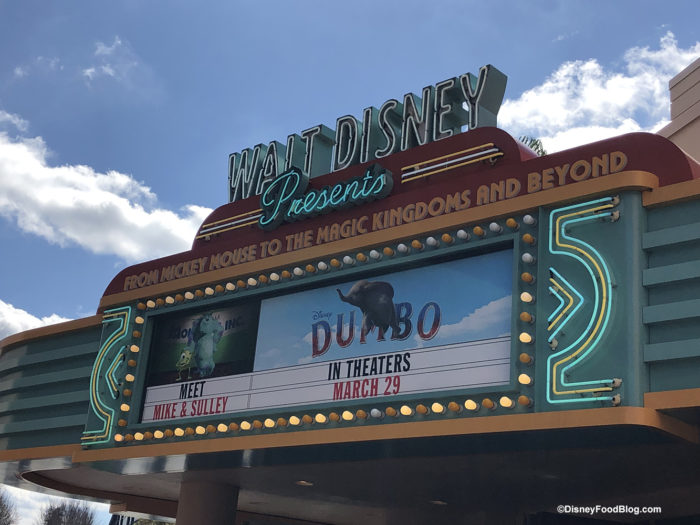 WALT DISNEY
Presents
FROM MICKEY MOUSE TO THE MAGIC KINGDOMS AND BEYOND
INC.
MEET
MIKE & SULLEY
Disney
DUMBO
IN THEATERS
MARCH 29
©DisneyFoodBlog.com